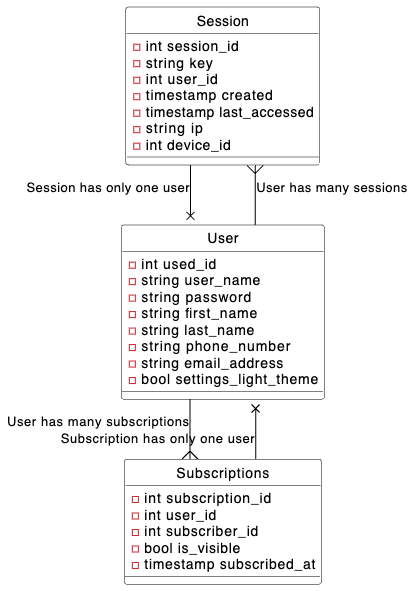 Session
int session_id
string key
int user_id
timestamp created
timestamp last_accessed
string ip
int device_id
Session has only one user
User has many sessions
User
int used_id
string user_name
string password
string first_name
string last_name
string phone_number
string email_address
bool settings_light_theme
User has many subscriptions
Subscription has only one user
Subscriptions
int subscription_id
int user_id
int subscriber_id
bool is_visible
timestamp subscribed_at